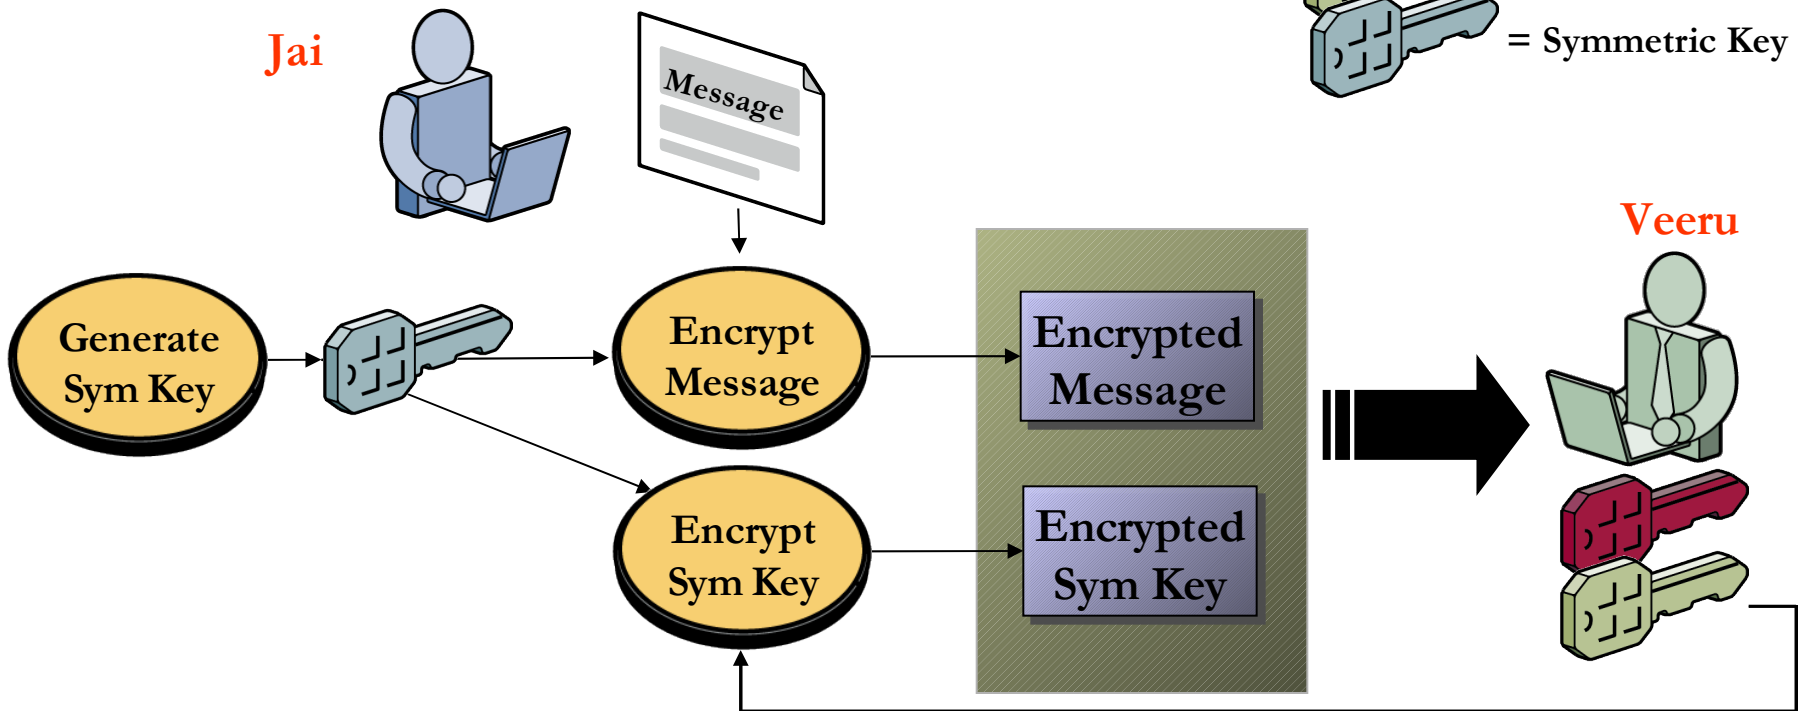 Jai
Message
= Symmetric Key
Veeru
Generate
Sym Key
Encrypt
Message
Encrypted
Message
Encrypt
Sym Key
Encrypted
Sym Key